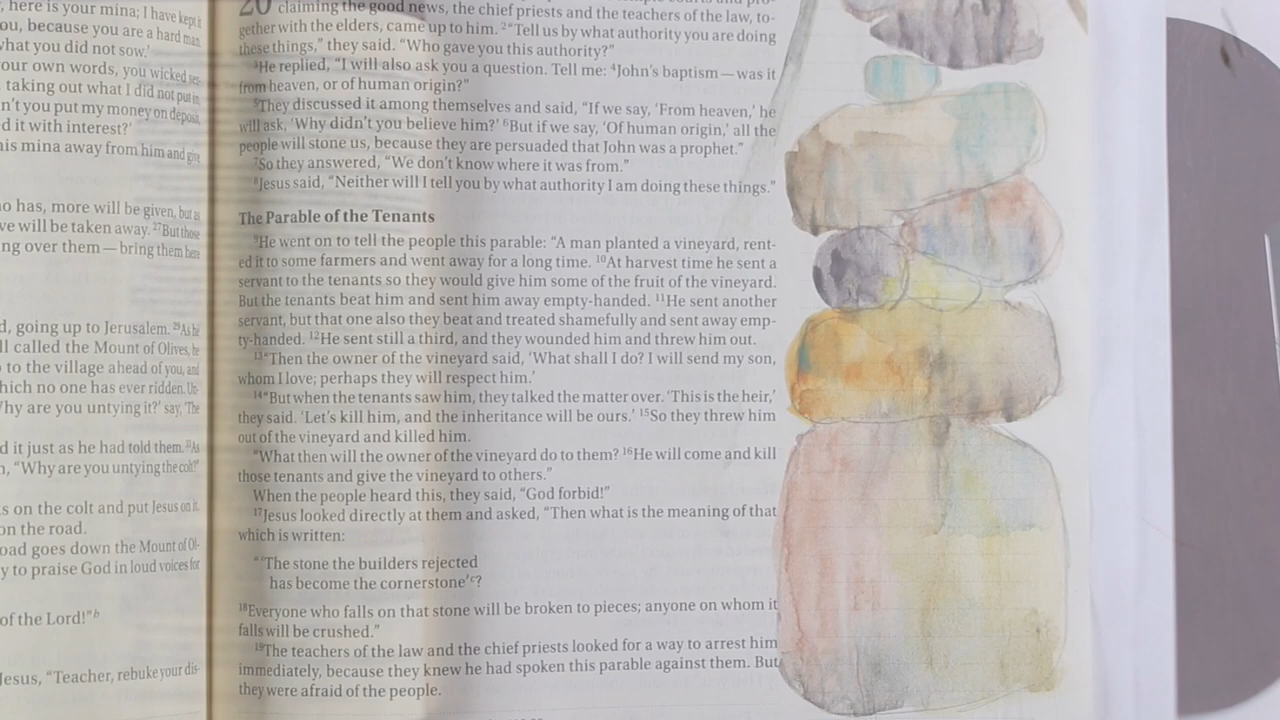 , here is your mina; I have kept it
ou, because you are a hard man.
what you did not sow.'
our own words, you wicked ser-
taking out what I did not put in,
n't you put my money on deposit,
d it with interest?'
his mina away from him and give
o has, more will be given, but as
ve will be taken away. 27But those
ng over them—bring them here
d, going up to Jerusalem. 29As he
ll called the Mount of Olives, he
to the village ahead of you, and
hich no one has ever ridden. Un-
Why are you untying it?' say, 'The
d it just as he had told them. 33As
, “Why are you untying the colt?”
s on the colt and put Jesus on it.
on the road.
oad goes down the Mount of Ol-
y to praise God in loud voices for
of the Lord!”b
Jesus, “Teacher, rebuke your dis-
20 claiming the good news, the chief priests and the teachers of the law, to-
gether with the elders, came up to him. 2“Tell us by what authority you are doing
these things,” they said. “Who gave you this authority?”
3He replied, “I will also ask you a question. Tell me: 4John's baptism—was it
from heaven, or of human origin?”
5They discussed it among themselves and said, “If we say, ‘From heaven,’ he
will ask, ‘Why didn't you believe him?’ 6But if we say, ‘Of human origin,’ all the
people will stone us, because they are persuaded that John was a prophet.”
7So they answered, “We don't know where it was from.”
8Jesus said, “Neither will I tell you by what authority I am doing these things.”
The Parable of the Tenants
9He went on to tell the people this parable: “A man planted a vineyard, rent-
ed it to some farmers and went away for a long time. 10At harvest time he sent a
servant to the tenants so they would give him some of the fruit of the vineyard.
But the tenants beat him and sent him away empty-handed. 11He sent another
servant, but that one also they beat and treated shamefully and sent away emp-
ty-handed. 12He sent still a third, and they wounded him and threw him out.
13“Then the owner of the vineyard said, ‘What shall I do? I will send my son,
whom I love; perhaps they will respect him.’
14“But when the tenants saw him, they talked the matter over. ‘This is the heir,’
they said. ‘Let's kill him, and the inheritance will be ours.’ 15So they threw him
out of the vineyard and killed him.
“What then will the owner of the vineyard do to them? 16He will come and kill
those tenants and give the vineyard to others.”
When the people heard this, they said, “God forbid!”
17Jesus looked directly at them and asked, “Then what is the meaning of that
which is written:
“‘The stone the builders rejected
has become the cornerstone’c?
18Everyone who falls on that stone will be broken to pieces; anyone on whom it
falls will be crushed.”
19The teachers of the law and the chief priests looked for a way to arrest him
immediately, because they knew he had spoken this parable against them. But
they were afraid of the people.